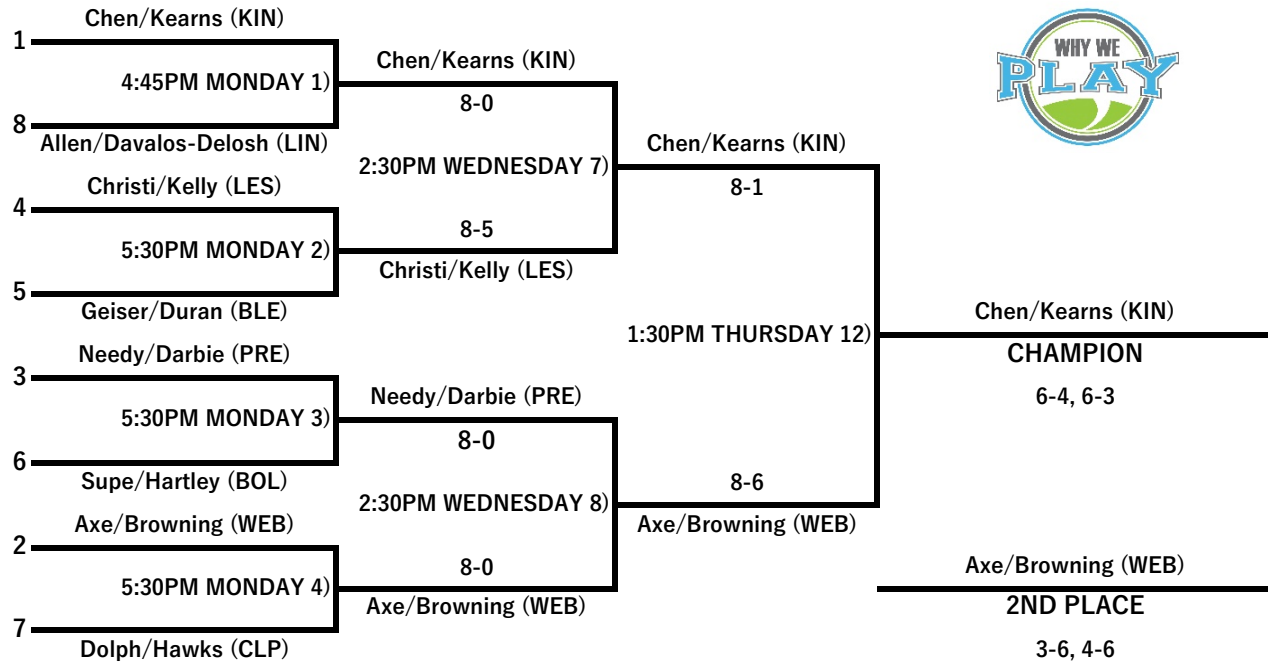 Chen/Kearns (KIN)
1
4:45PM MONDAY 1)
8
Allen/Davalos-Delosh (LIN)
Christi/Kelly (LES)
4
5:30PM MONDAY 2)
5
Geiser/Duran (BLE)
Needy/Darbie (PRE)
3
5:30PM MONDAY 3)
6
Supe/Hartley (BOL)
Axe/Browning (WEB)
2
5:30PM MONDAY 4)
7
Dolph/Hawks (CLP)
Chen/Kearns (KIN)
8-0
2:30PM WEDNESDAY 7)
8-5
Christi/Kelly (LES)
Needy/Darbie (PRE)
8-0
2:30PM WEDNESDAY 8)
8-0
Axe/Browning (WEB)
Chen/Kearns (KIN)
8-1
1:30PM THURSDAY 12)
8-6
Axe/Browning (WEB)
WHY WE
PLAY
Chen/Kearns (KIN)
CHAMPION
6-4, 6-3
Axe/Browning (WEB)
2ND PLACE
3-6, 4-6